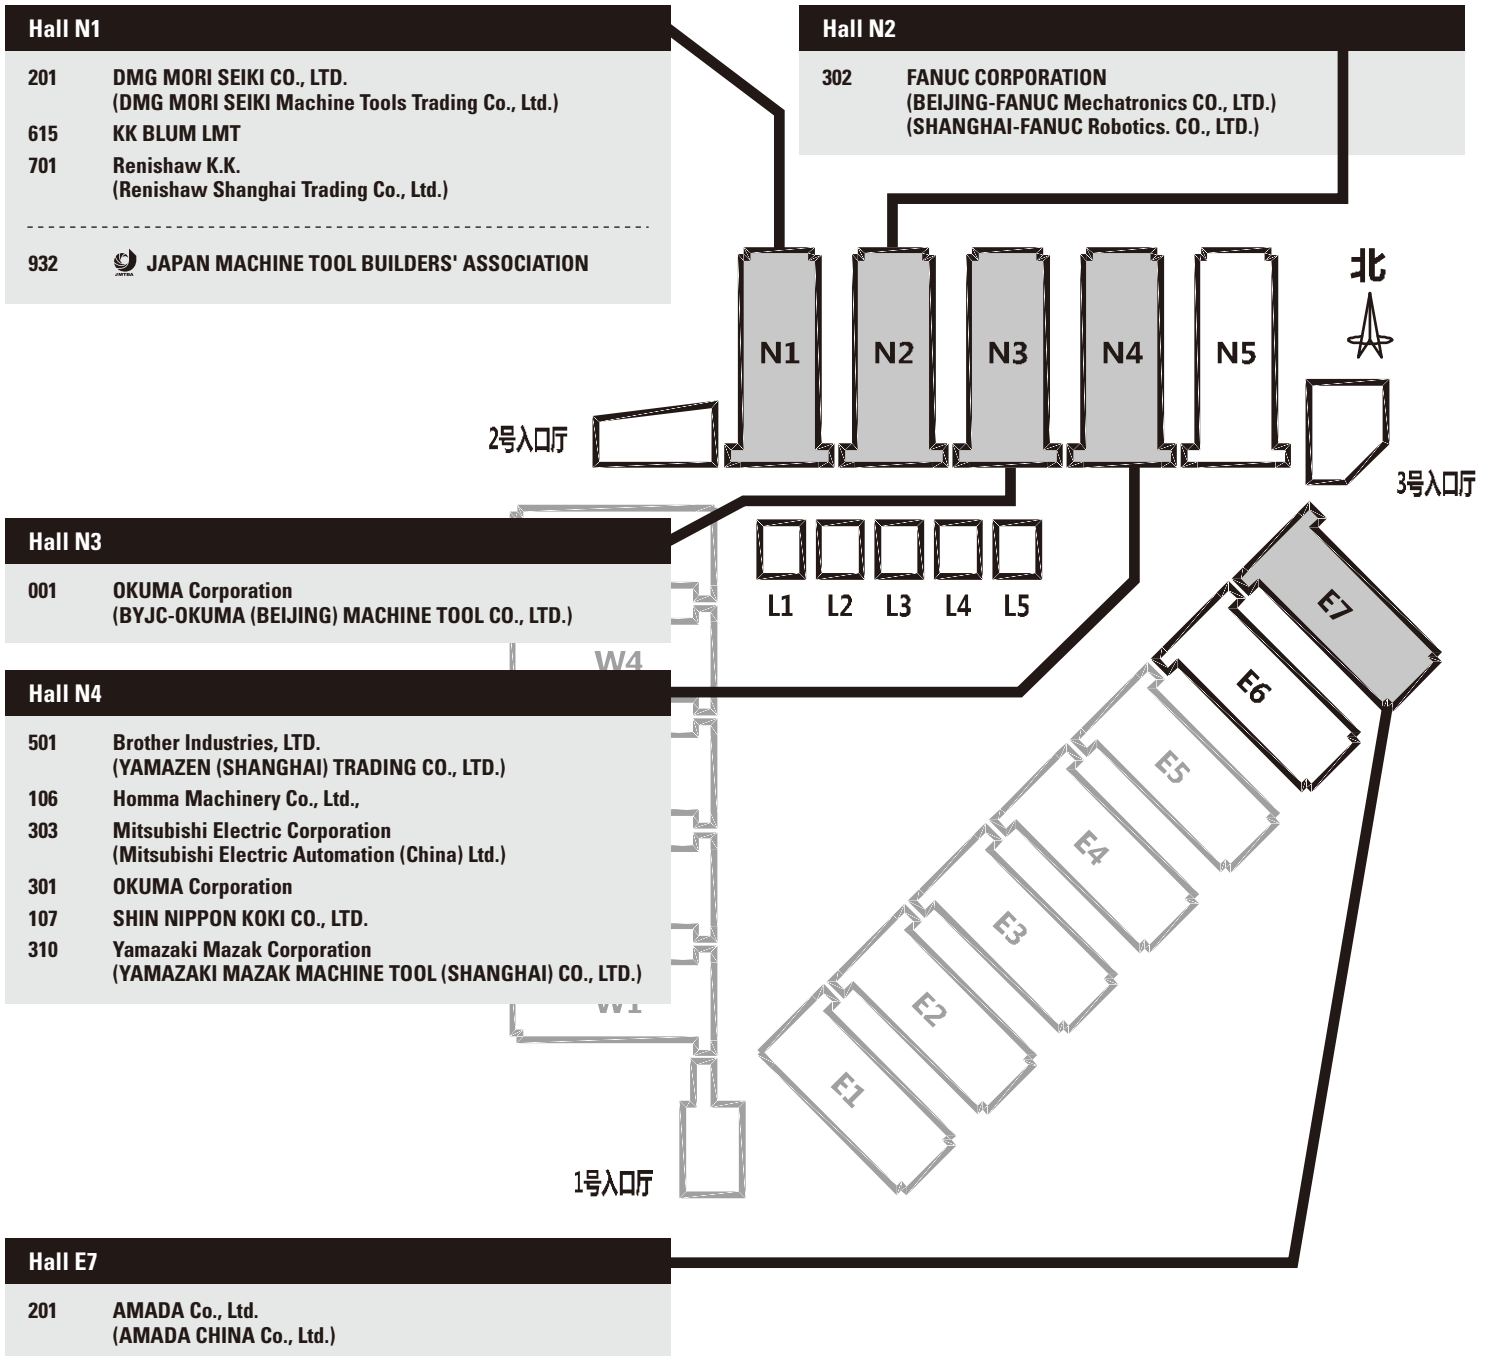 Hall N1
201 DMG MORI SEIKI CO., LTD.
(DMG MORI SEIKI Machine Tools Trading Co., Ltd.)
615 KK BLUM LMT
701 Renishaw K.K.
(Renishaw Shanghai Trading Co., Ltd.)
932 JMTBA JAPAN MACHINE TOOL BUILDERS' ASSOCIATION
Hall N2
302 FANUC CORPORATION
(BEIJING-FANUC Mechatronics CO., LTD.)
(SHANGHAI-FANUC Robotics. CO., LTD.)
北
N1 N2 N3 N4 N5
2号入口厅
3号入口厅
Hall N3
001 OKUMA Corporation
(BYJC-OKUMA (BEIJING) MACHINE TOOL CO., LTD.)
L1 L2 L3 L4 L5
W4
Hall N4
501 Brother Industries, LTD.
(YAMAZEN (SHANGHAI) TRADING CO., LTD.)
106 Homma Machinery Co., Ltd.,
303 Mitsubishi Electric Corporation
(Mitsubishi Electric Automation (China) Ltd.)
301 OKUMA Corporation
107 SHIN NIPPON KOKI CO., LTD.
310 Yamazaki Mazak Corporation
(YAMAZAKI MAZAK MACHINE TOOL (SHANGHAI) CO., LTD.)
W1
E7
E6
E5
E4
E3
E2
E1
1号入口厅
Hall E7
201 AMADA Co., Ltd.
(AMADA CHINA Co., Ltd.)